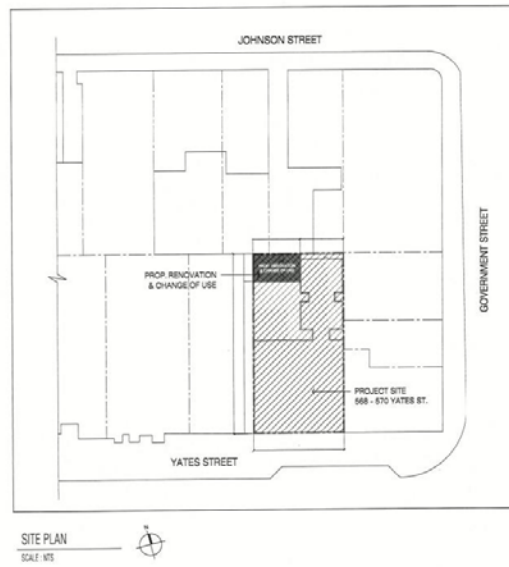 JOHNSON STREET
GOVERNMENT STREET
PROP. RENOVATION
& CHANGE OF USE
PROJECT SITE
568 - 570 YATES ST.
YATES STREET
N
SITE PLAN
SCALE : NTS